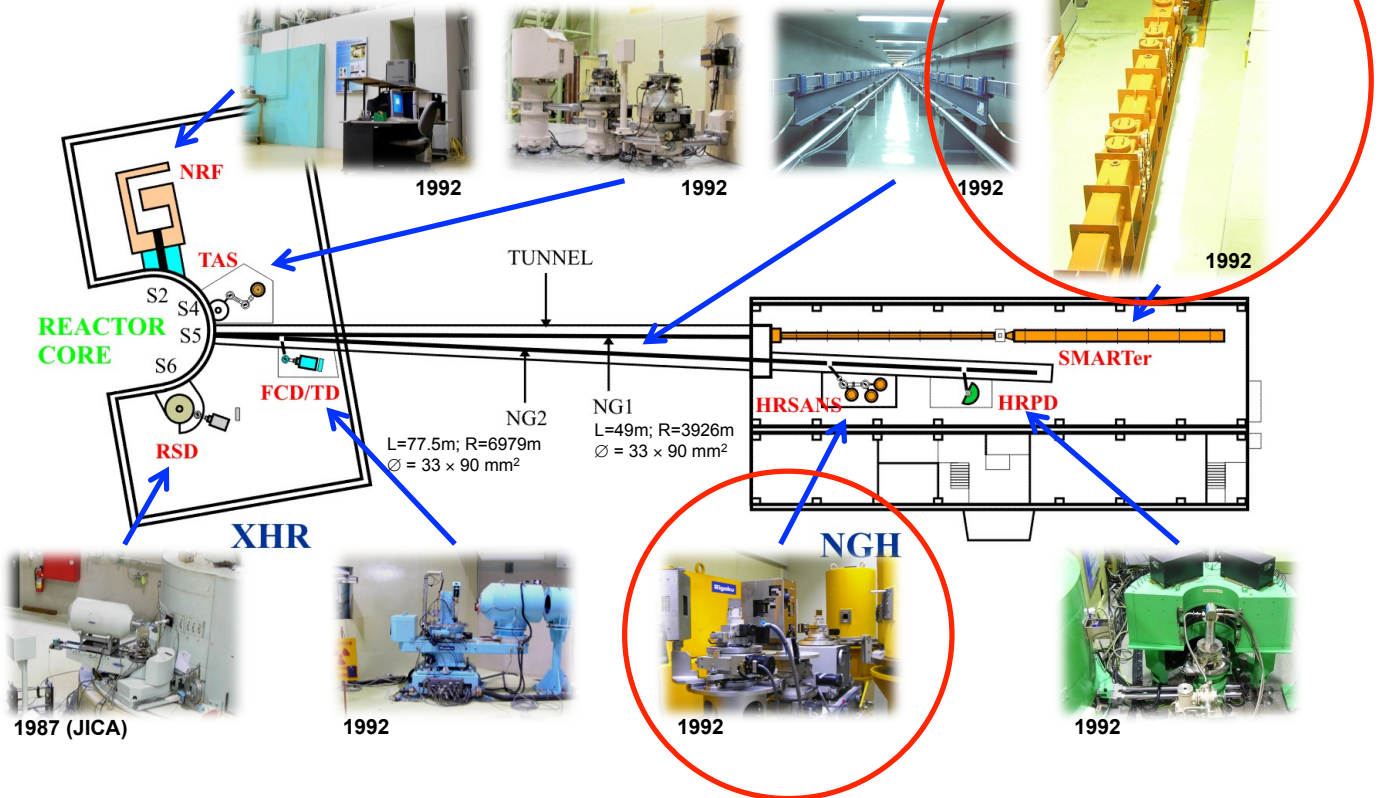 1992
1992
1992
1992
NRF
TAS
TUNNEL
S2
S4
S5
S6
REACTOR
CORE
SMARTer
FCD/TD
HRSANS
HRPD
NG2
NG1
L=77.5m; R=6979m
∅ = 33 × 90 mm²
L=49m; R=3926m
∅ = 33 × 90 mm²
RSD
XHR
NGH
Rigaku
1987 (JICA)
1992
1992
1992